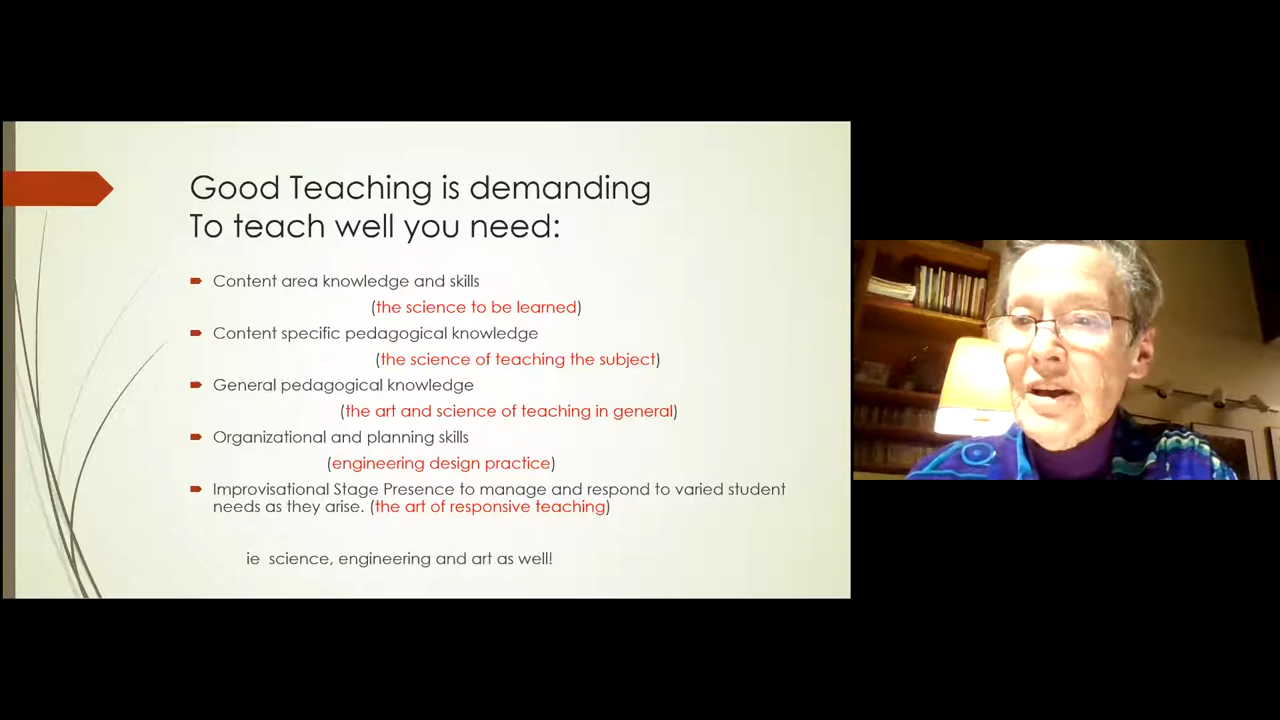 Good Teaching is demanding
To teach well you need:
Content area knowledge and skills
(the science to be learned)
Content specific pedagogical knowledge
(the science of teaching the subject)
General pedagogical knowledge
(the art and science of teaching in general)
Organizational and planning skills
(engineering design practice)
Improvisational Stage Presence to manage and respond to varied student
needs as they arise. (the art of responsive teaching)
ie science, engineering and art as well!